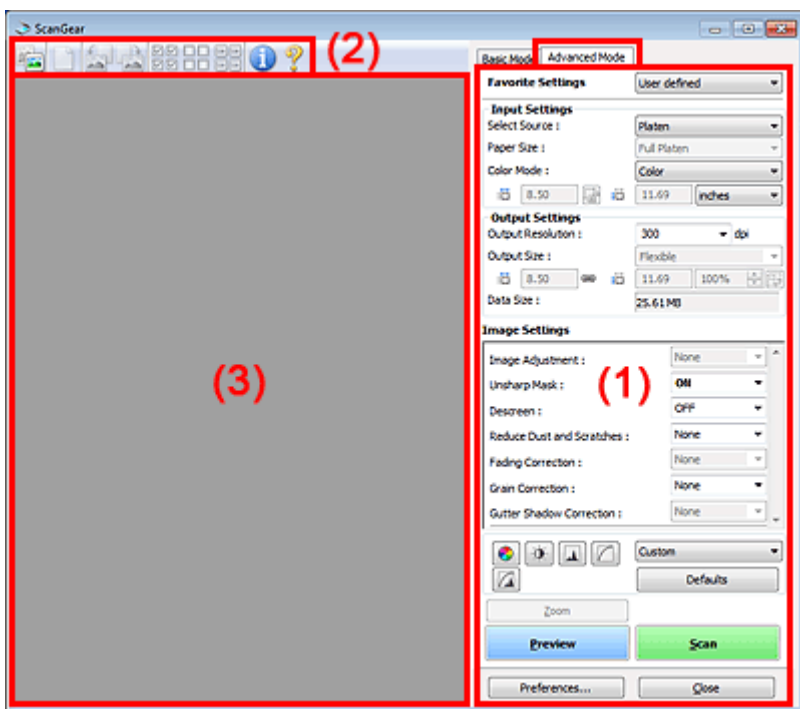 ScanGear
(2)
Basic Mode Advanced Mode
Favorite Settings User defined
Input Settings
Select Source : Platen
Paper Size : Full Platen
Color Mode : Color
8.50 11.69 inches
Output Settings
Output Resolution : 300 dpi
Output Size : Flexible
8.50 11.69 100%
Data Size : 25.61MB
Image Settings
(3)
(1)
Image Adjustment : None
Unsharp Mask : ON
Descreen : OFF
Reduce Dust and Scratches : None
Fading Correction : None
Grain Correction : None
Gutter Shadow Correction : None
Custom
Defaults
Zoom
Preview Scan
Preferences... Close